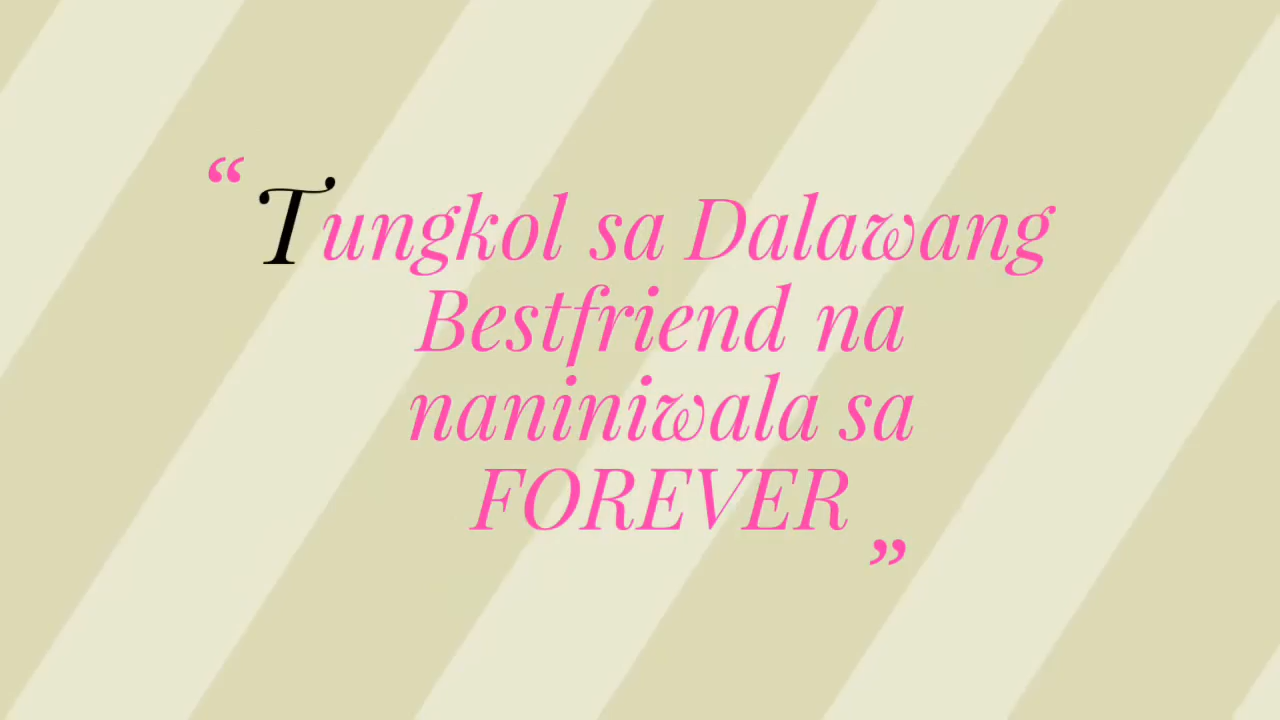 “Tungkol sa Dalawang
Bestfriend na
naniniwala sa
FOREVER”